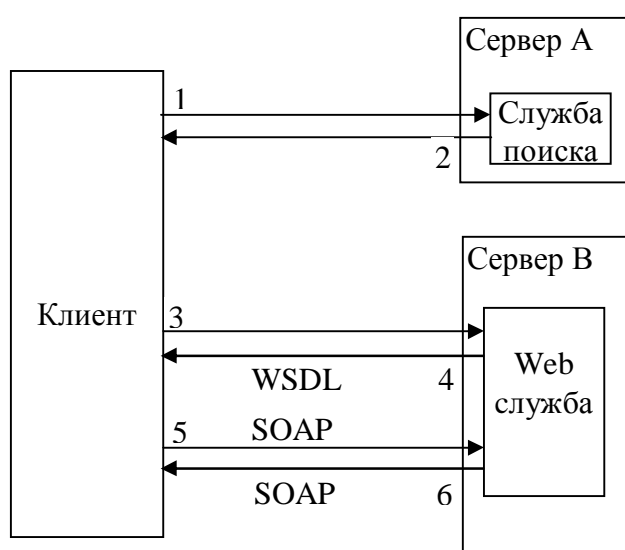 Сервер A
1
Служба
поиска
2
Сервер B
Клиент
3
Web
служба
WSDL
4
5
SOAP
SOAP
6